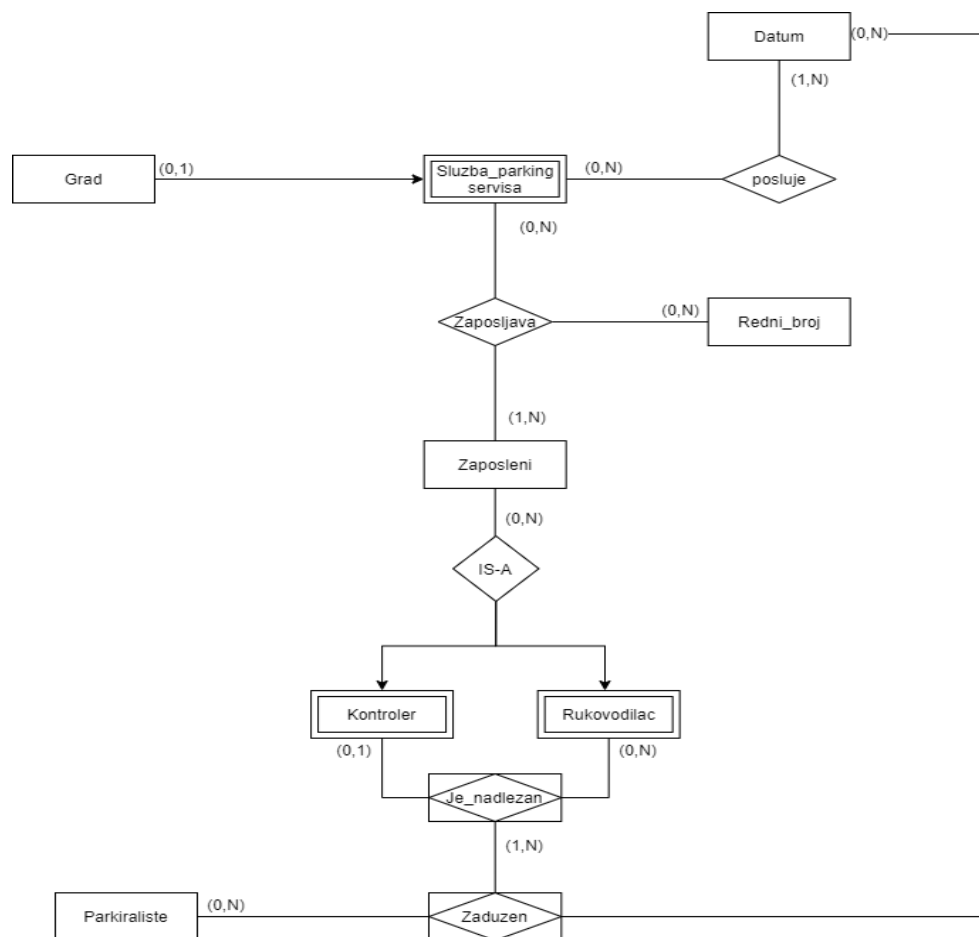 Datum
(0,N)
(1,N)
Grad
(0,1)
Sluzba_parking
servisa
(0,N)
posluje
(0,N)
Zaposljava
(0,N)
Redni_broj
(1,N)
Zaposleni
(0,N)
IS-A
Kontroler
Rukovodilac
(0,1)
(0,N)
Je_nadlezan
(1,N)
Parkiraliste
(0,N)
Zaduzen